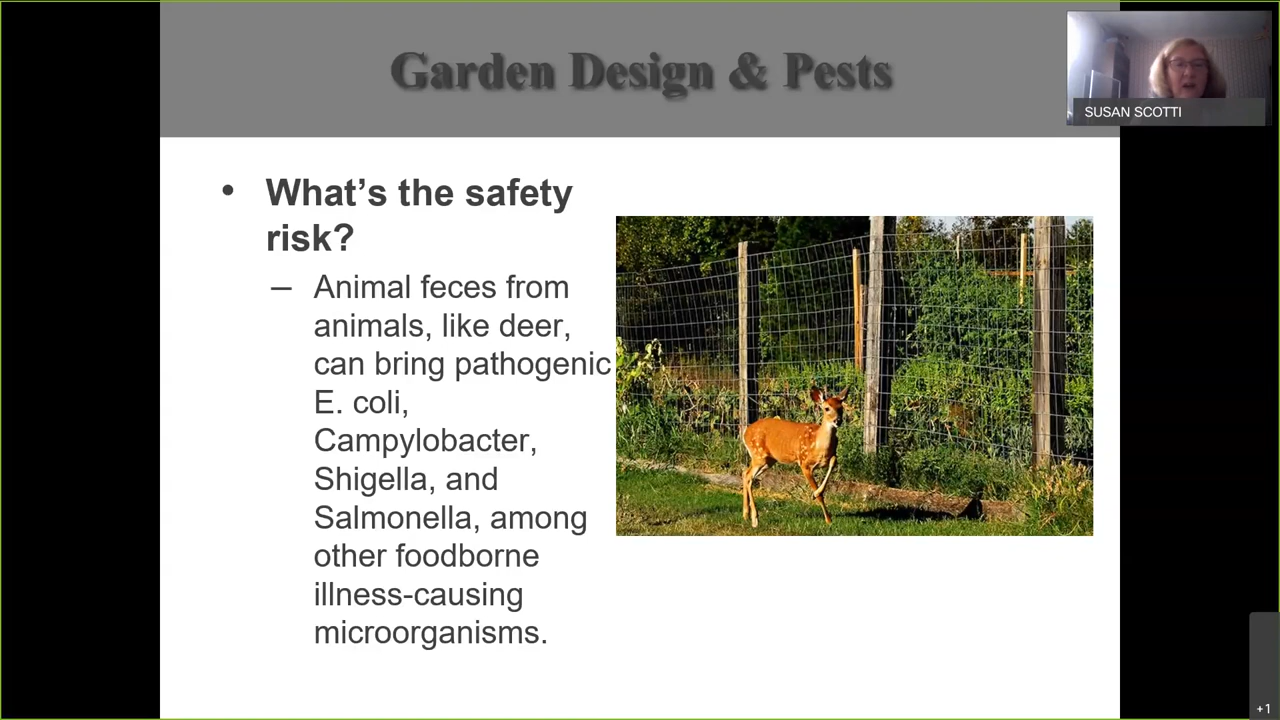 Garden Design & Pests
SUSAN SCOTTI
• What’s the safety
risk?
– Animal feces from
animals, like deer,
can bring pathogenic
E. coli,
Campylobacter,
Shigella, and
Salmonella, among
other foodborne
illness-causing
microorganisms.
+1